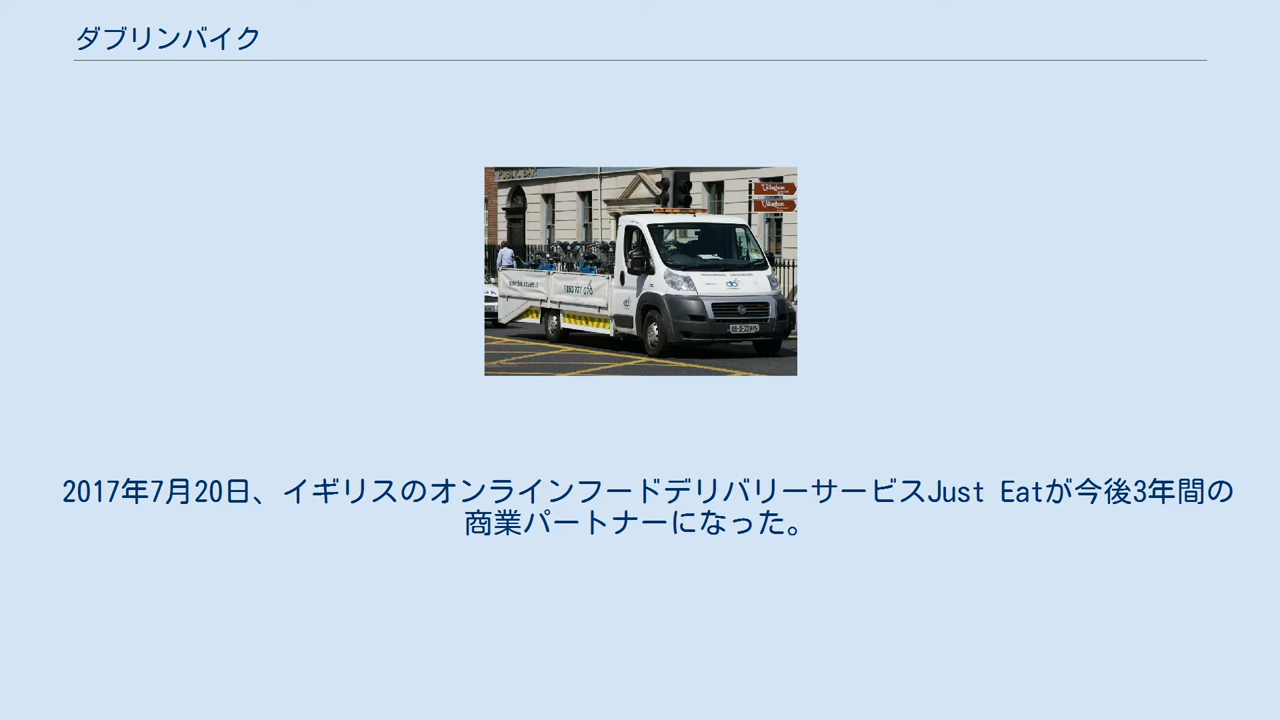 ダブリンバイク
2017年7月20日、イギリスのオンラインフードデリバリーサービスJust Eatが今後3年間の
商業パートナーになった。